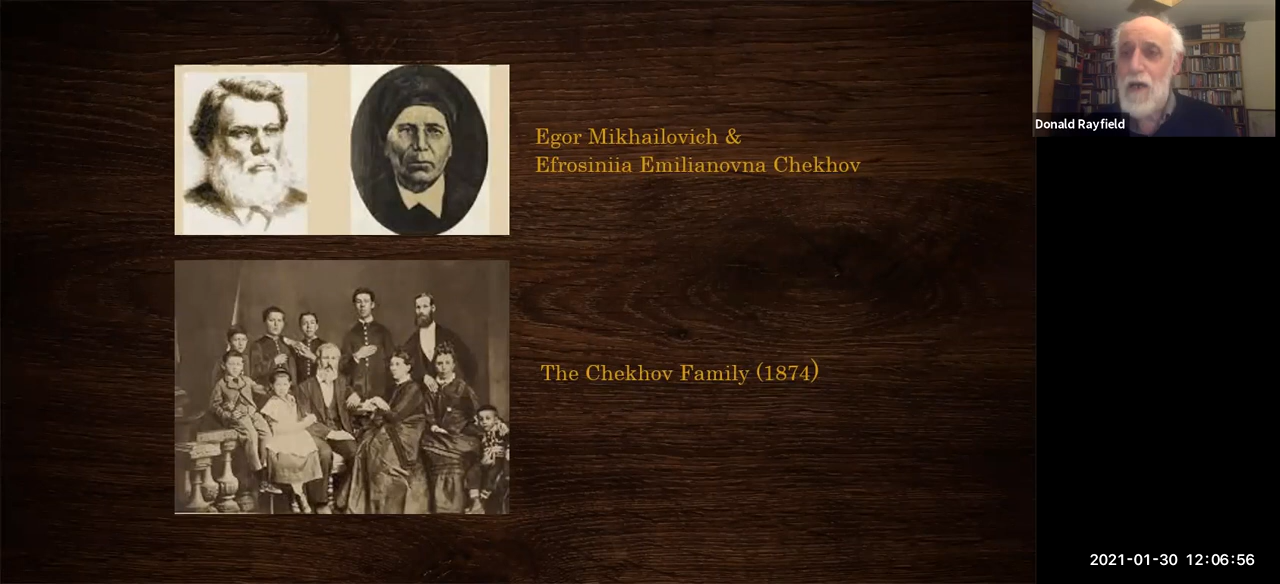 Egor Mikhailovich &
Efrosiniia Emilianovna Chekhov
The Chekhov Family (1874)
Donald Rayfield
2021-01-30 12:06:56